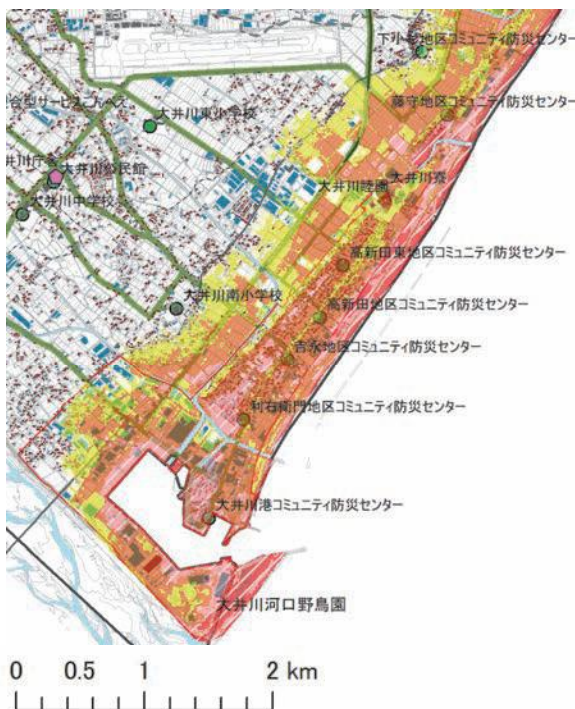 下小杉地区コミュニティ防災センター
藤守地区コミュニティ防災センター
大井川東小学校
大井川公民館
大井川寮
大井川中学校
高新田東地区コミュニティ防災センター
大井川南小学校
高新田地区コミュニティ防災センター
吉永地区コミュニティ防災センター
利右衛門地区コミュニティ防災センター
大井川港コミュニティ防災センター
大井川河口野鳥園
0 0.5 1 2 km